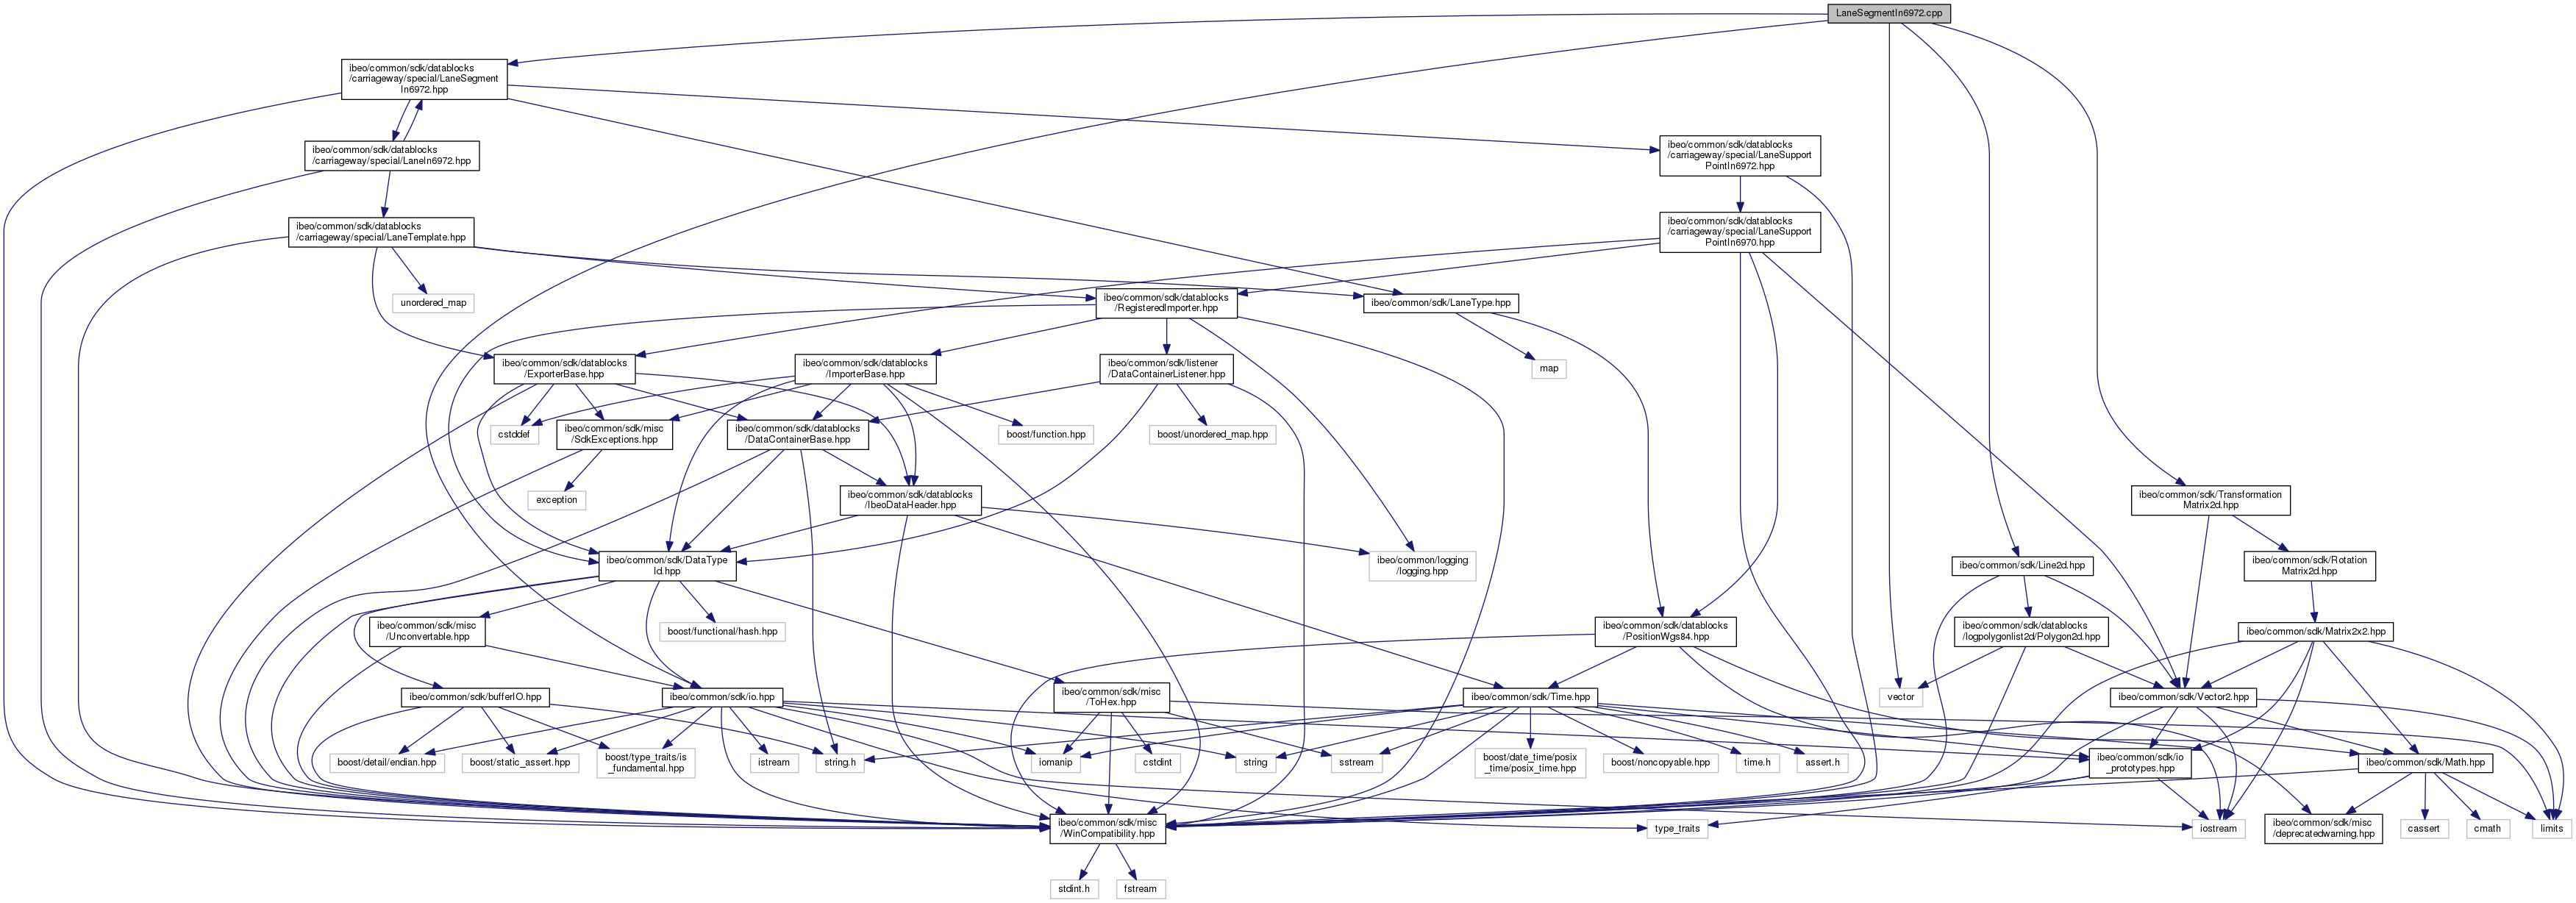 LaneSegmentIn6972.cpp
ibeo/common/sdk/datablocks
/carriageway/special/LaneSegment
In6972.hpp
ibeo/common/sdk/datablocks
/carriageway/special/LaneIn6972.hpp
ibeo/common/sdk/datablocks
/carriageway/special/LaneSupport
PointIn6972.hpp
ibeo/common/sdk/datablocks
/carriageway/special/LaneTemplate.hpp
ibeo/common/sdk/datablocks
/carriageway/special/LaneSupport
PointIn6970.hpp
unordered_map
ibeo/common/sdk/datablocks
/RegisteredImporter.hpp
ibeo/common/sdk/LaneType.hpp
ibeo/common/sdk/datablocks
/ExporterBase.hpp
ibeo/common/sdk/datablocks
/ImporterBase.hpp
ibeo/common/sdk/listener
/DataContainerListener.hpp
map
cstddef
ibeo/common/sdk/misc
/SdkExceptions.hpp
ibeo/common/sdk/datablocks
/DataContainerBase.hpp
boost/function.hpp
boost/unordered_map.hpp
exception
ibeo/common/sdk/datablocks
/IbeoDataHeader.hpp
ibeo/common/sdk/Transformation
Matrix2d.hpp
ibeo/common/sdk/DataType
Id.hpp
ibeo/common/logging
/logging.hpp
ibeo/common/sdk/Line2d.hpp
ibeo/common/sdk/Rotation
Matrix2d.hpp
ibeo/common/sdk/misc
/Unconvertable.hpp
boost/functional/hash.hpp
ibeo/common/sdk/datablocks
/PositionWgs84.hpp
ibeo/common/sdk/datablocks
/logpolygonlist2d/Polygon2d.hpp
ibeo/common/sdk/Matrix2x2.hpp
ibeo/common/sdk/bufferIO.hpp
ibeo/common/sdk/io.hpp
ibeo/common/sdk/misc
/ToHex.hpp
ibeo/common/sdk/Time.hpp
vector
ibeo/common/sdk/Vector2.hpp
boost/detail/endian.hpp
boost/static_assert.hpp
boost/type_traits/is
_fundamental.hpp
istream
string.h
iomanip
cstdint
string
sstream
boost/date_time/posix
_time/posix_time.hpp
boost/noncopyable.hpp
time.h
assert.h
ibeo/common/sdk/io
_prototypes.hpp
ibeo/common/sdk/Math.hpp
ibeo/common/sdk/misc
/WinCompatibility.hpp
type_traits
iostream
ibeo/common/sdk/misc
/deprecatedwarning.hpp
cassert
cmath
limits
stdint.h
fstream